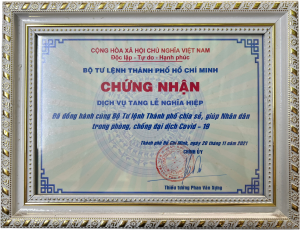 CỘNG HÒA XÃ HỘI CHỦ NGHĨA VIỆT NAM
Độc lập - Tự do - Hạnh phúc
BỘ TƯ LỆNH THÀNH PHỐ HỒ CHÍ MINH
CHỨNG NHẬN
DỊCH VỤ TANG LỄ NGHĨA HIỆP
Đã đồng hành cùng Bộ Tư lệnh Thành phố chia sẻ, giúp Nhân dân
trong phòng, chống đại dịch Covid - 19
Thành phố Hồ Chí Minh, ngày 20 tháng 11 năm 2021
CHÍNH ỦY
Thiếu tướng Phan Văn Xựng